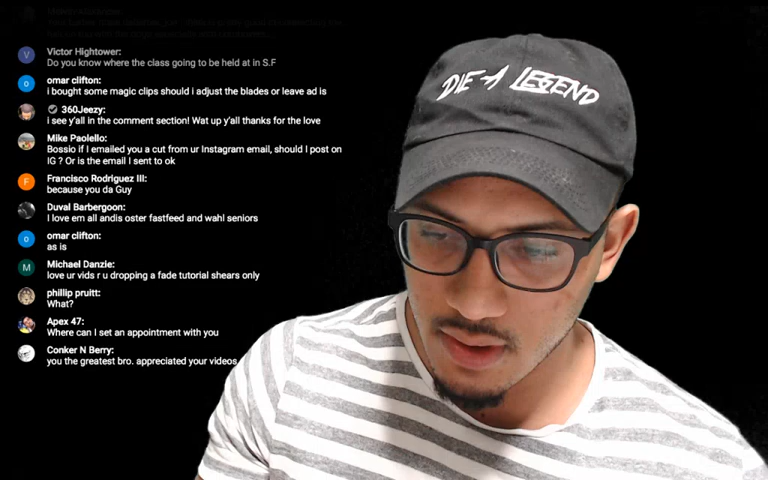 Victor Hightower:
Do you know where the class going to be held at in S.F
omar clifton:
i bought some magic clips should i adjust the blades or leave ad is
360Jeezy:
i see y'all in the comment section! Wat up y'all thanks for the love
Mike Paolello:
Bossio if I emailed you a cut from ur Instagram email, should I post on
IG ? Or is the email I sent to ok
Francisco Rodriguez III:
because you da Guy
Duval Barbergoon:
I love em all andis oster fastfeed and wahl seniors
omar clifton:
as is
Michael Danzie:
love ur vids r u dropping a fade tutorial shears only
phillip pruitt:
What?
Apex 47:
Where can I set an appointment with you
Conker N Berry:
you the greatest bro. appreciated your videos
V
o
F
o
M
DIE A LEGEND